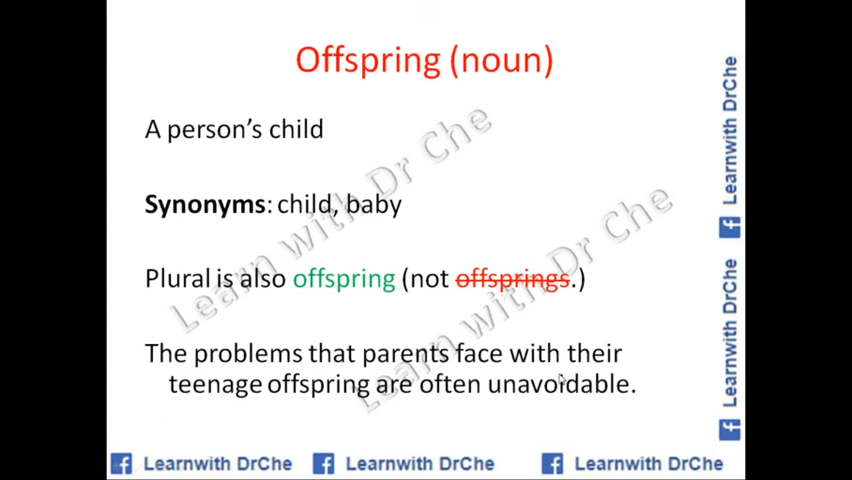 Offspring (noun)
A person's child
Synonyms: child, baby
Plural is also offspring (not offsprings.)
The problems that parents face with their
teenage offspring are often unavoidable.
Learn with Dr Che
Learn with Dr Che
Learnwith DrChe
Learnwith DrChe
Learnwith DrChe Learnwith DrChe Learnwith DrChe